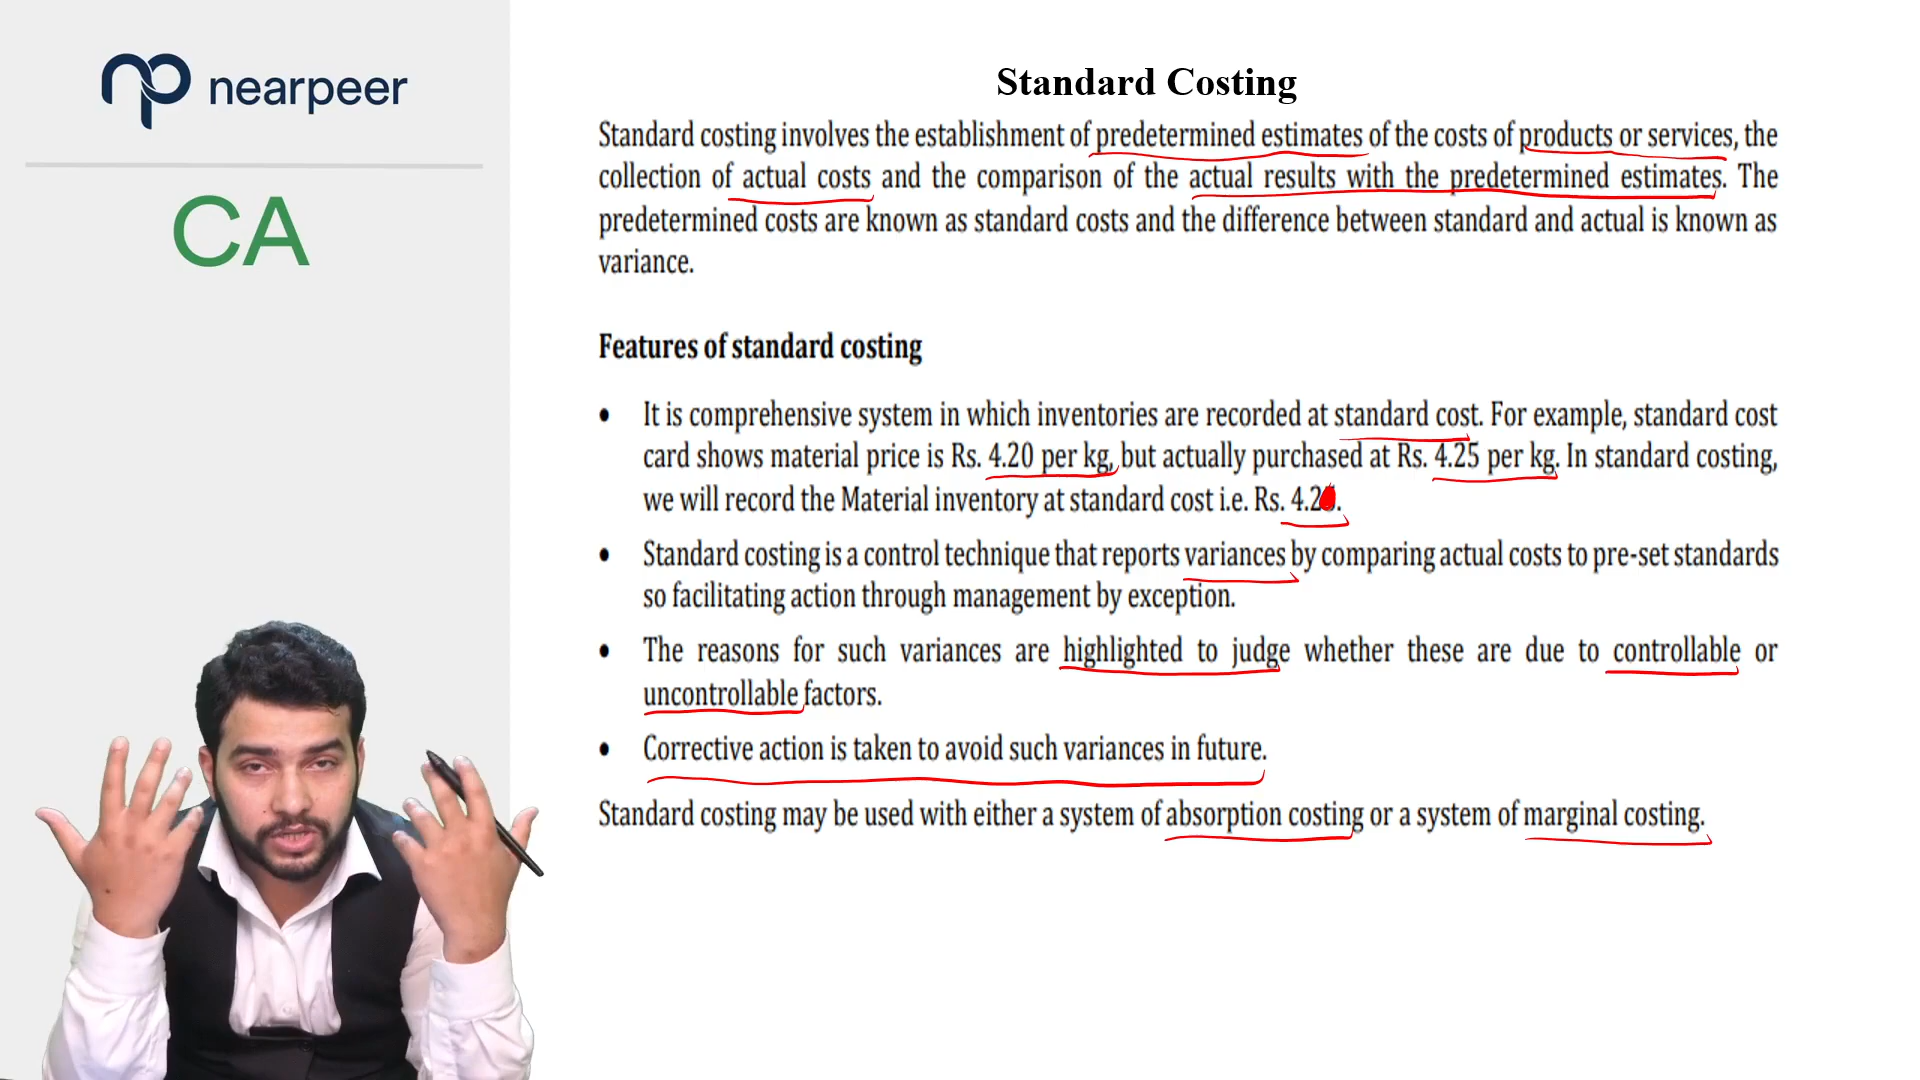 nearpeer
CA
Standard Costing
Standard costing involves the establishment of predetermined estimates of the costs of products or services, the
collection of actual costs and the comparison of the actual results with the predetermined estimates. The
predetermined costs are known as standard costs and the difference between standard and actual is known as
variance.
Features of standard costing
• It is comprehensive system in which inventories are recorded at standard cost. For example, standard cost
card shows material price is Rs. 4.20 per kg, but actually purchased at Rs. 4.25 per kg. In standard costing,
we will record the Material inventory at standard cost i.e. Rs.
• Standard costing is a control technique that reports variances by comparing actual costs to pre-set standards
so facilitating action through management by exception.
• The reasons for such variances are highlighted to judge whether these are due to controllable or
uncontrollable factors.
• Corrective action is taken to avoid such variances in future.
Standard costing may be used with either a system of absorption costing or a system of marginal costing.